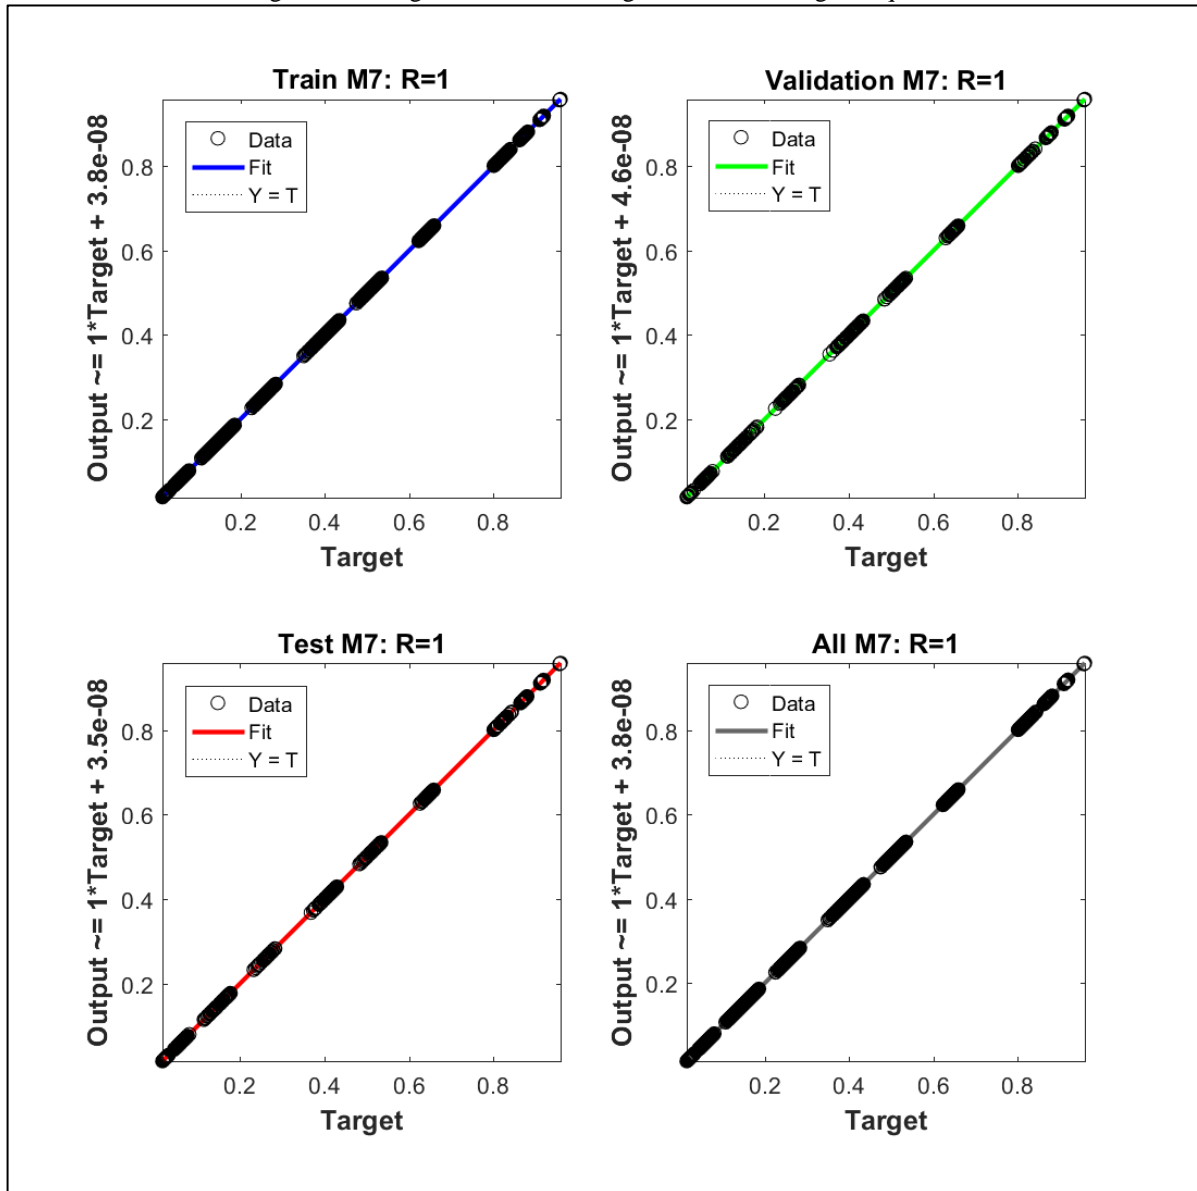 Train M7: R=1
Output ~= 1*Target + 3.8e-08
Data
Fit
Y = T
0.8
0.6
0.4
0.2
0.2 0.4 0.6 0.8
Target
Validation M7: R=1
Output ~= 1*Target + 4.6e-08
Data
Fit
Y = T
0.8
0.6
0.4
0.2
0.2 0.4 0.6 0.8
Target
Test M7: R=1
Output ~= 1*Target + 3.5e-08
Data
Fit
Y = T
0.8
0.6
0.4
0.2
0.2 0.4 0.6 0.8
Target
All M7: R=1
Output ~= 1*Target + 3.8e-08
Data
Fit
Y = T
0.8
0.6
0.4
0.2
0.2 0.4 0.6 0.8
Target